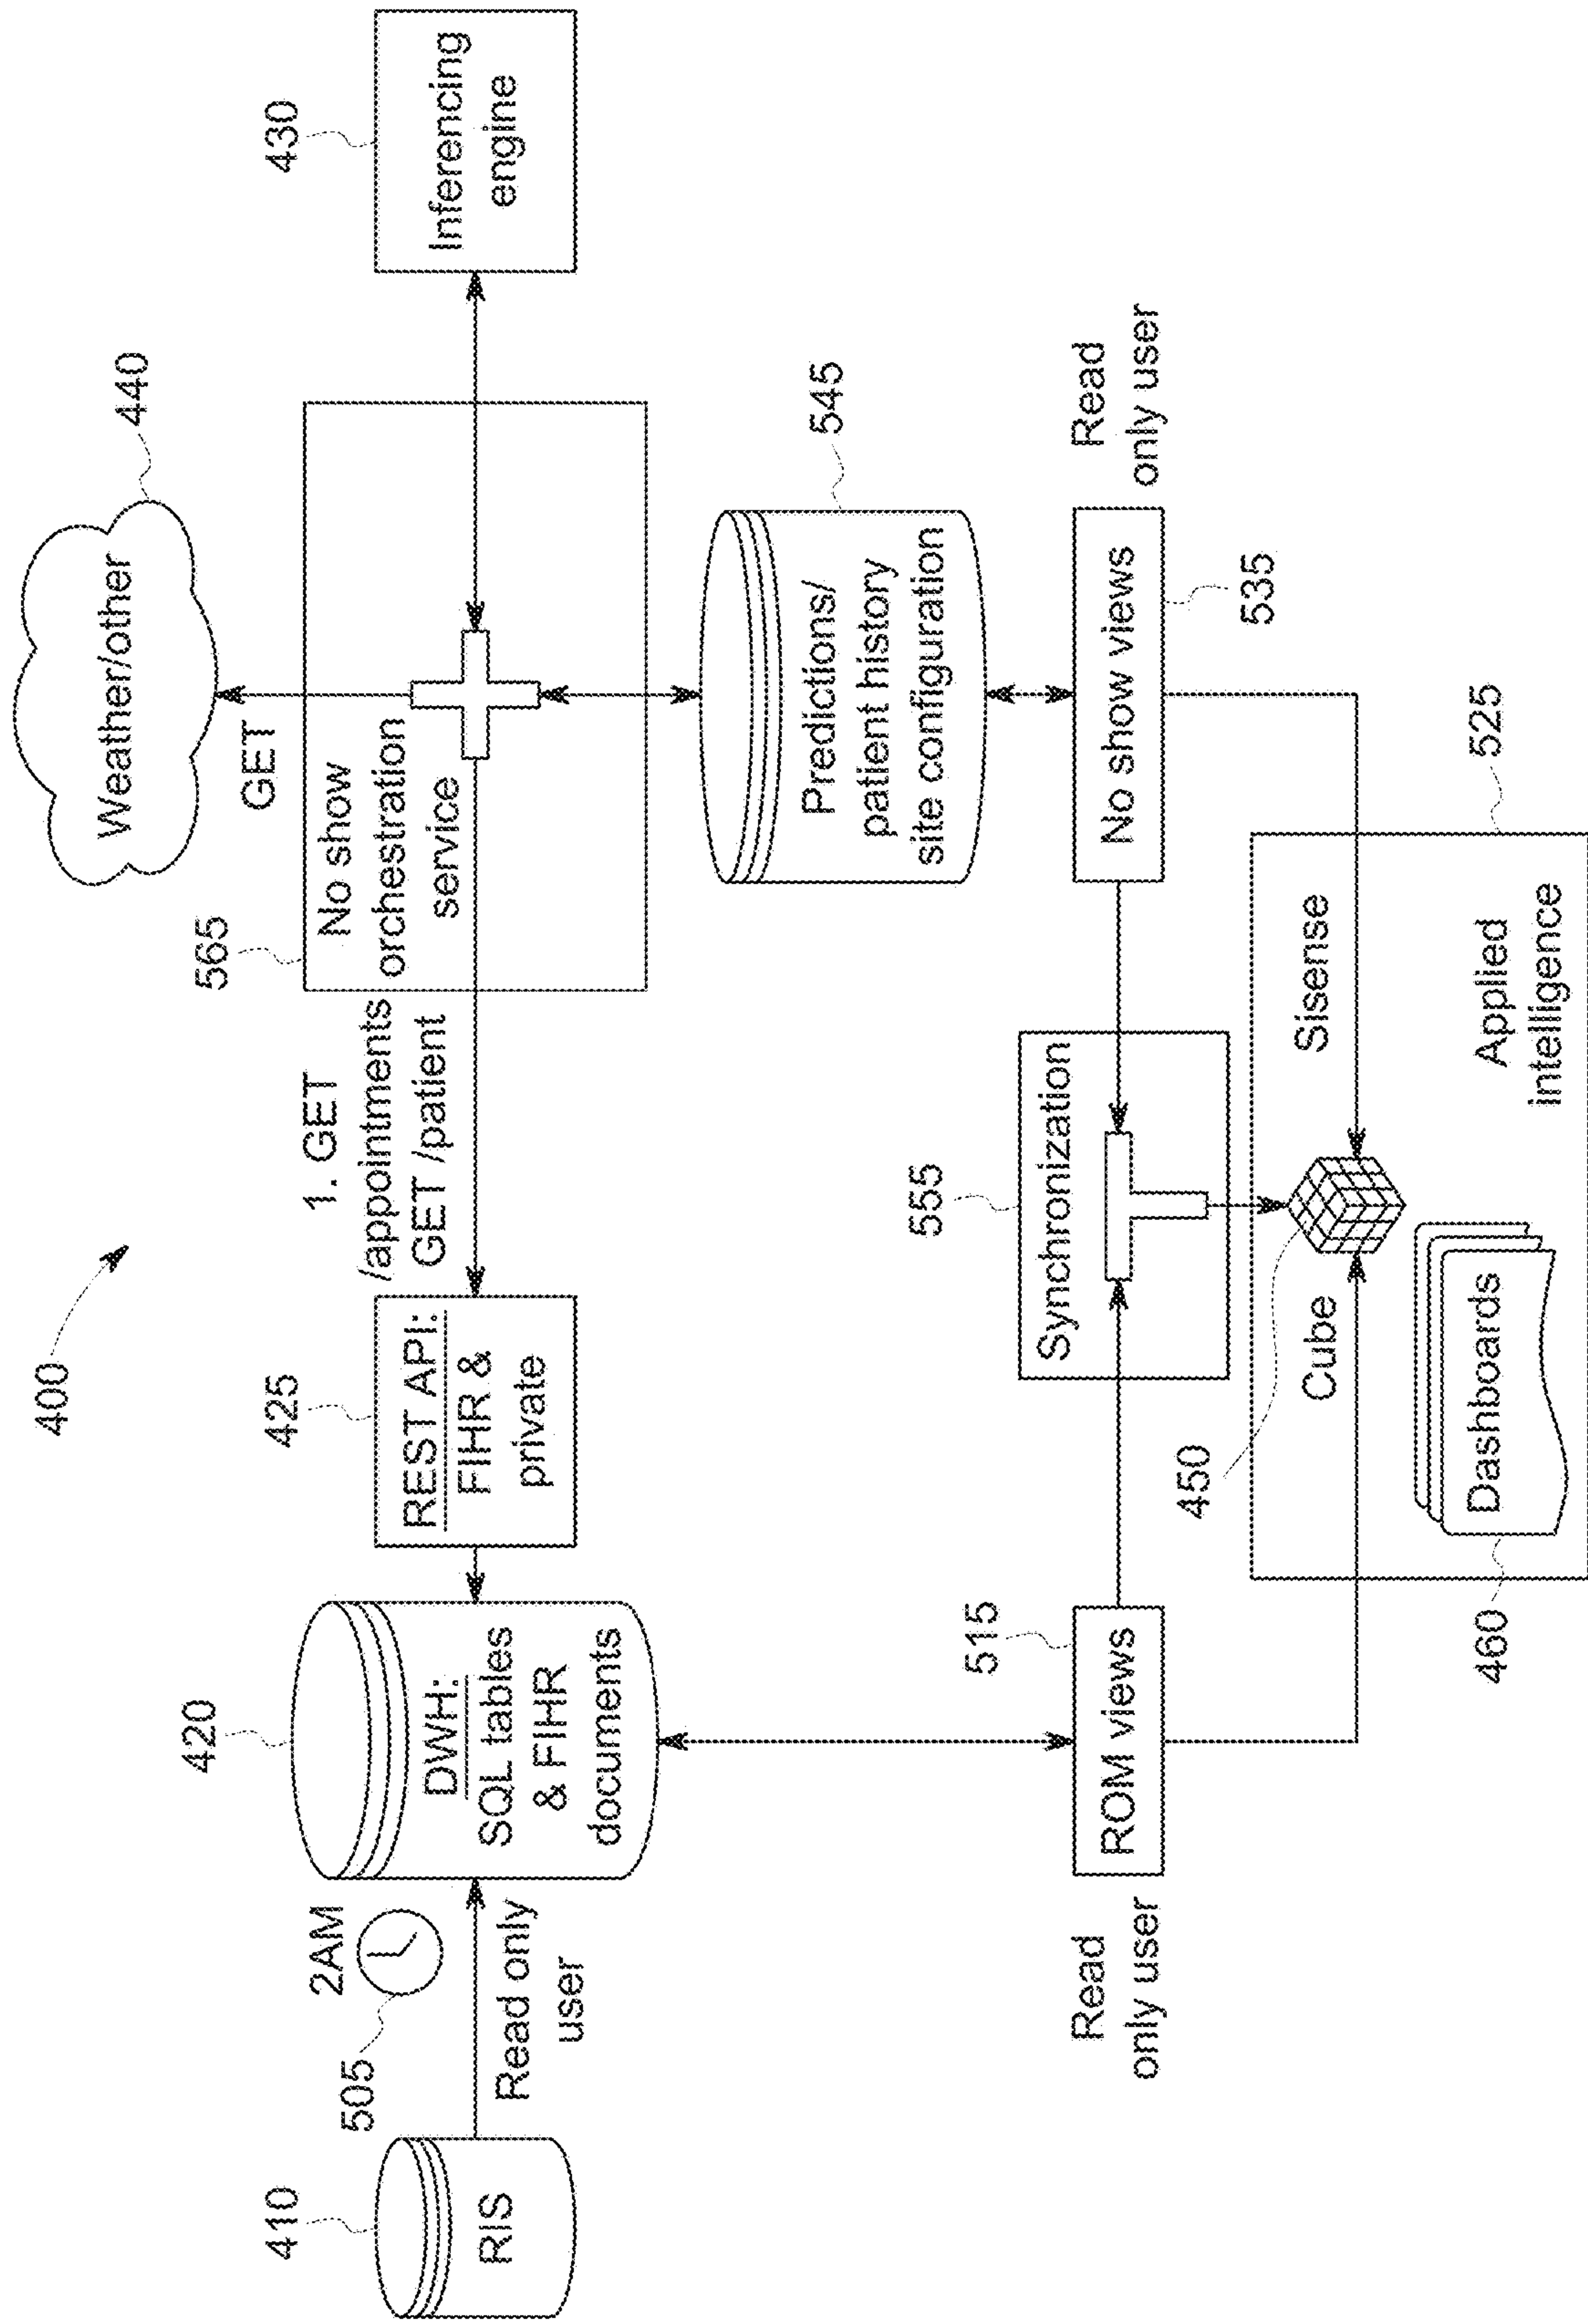 400
Weather/other
440
GET
430
Inferencing
engine
565
No show
orchestration
service
1. GET
/appointments
GET /patient
425
REST API:
FIHR &
private
420
DWH:
SQL tables
& FIHR
documents
2AM
505
Read only
user
410
RIS
545
Predictions/
patient history
site configuration
Read
only user
No show views
535
555
Synchronization
515
ROM views
Read
only user
525
Sisense
Applied
intelligence
Cube
450
Dashboards
460